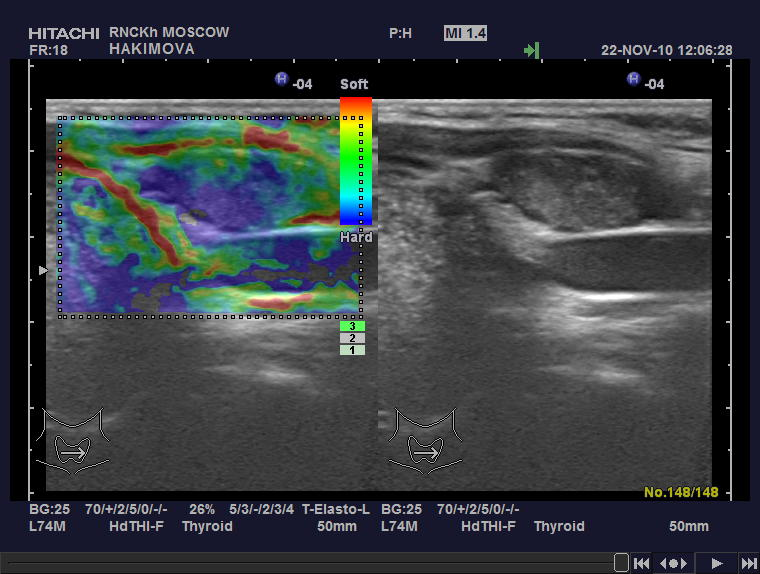 HITACHI RNCKh MOSCOW P:H MI 1.4
FR:18 HAKIMOVA 22-NOV-10 12:06:28
H -04 Soft H -04
Hard
3
2
1
No.148/148
BG:25 70/+/2/5/0/-/- 26% 5/3/-/2/3/4 T-Elasto-L BG:25 70/+/2/5/0/-/-
L74M HdTHI-F Thyroid 50mm L74M HdTHI-F Thyroid 50mm